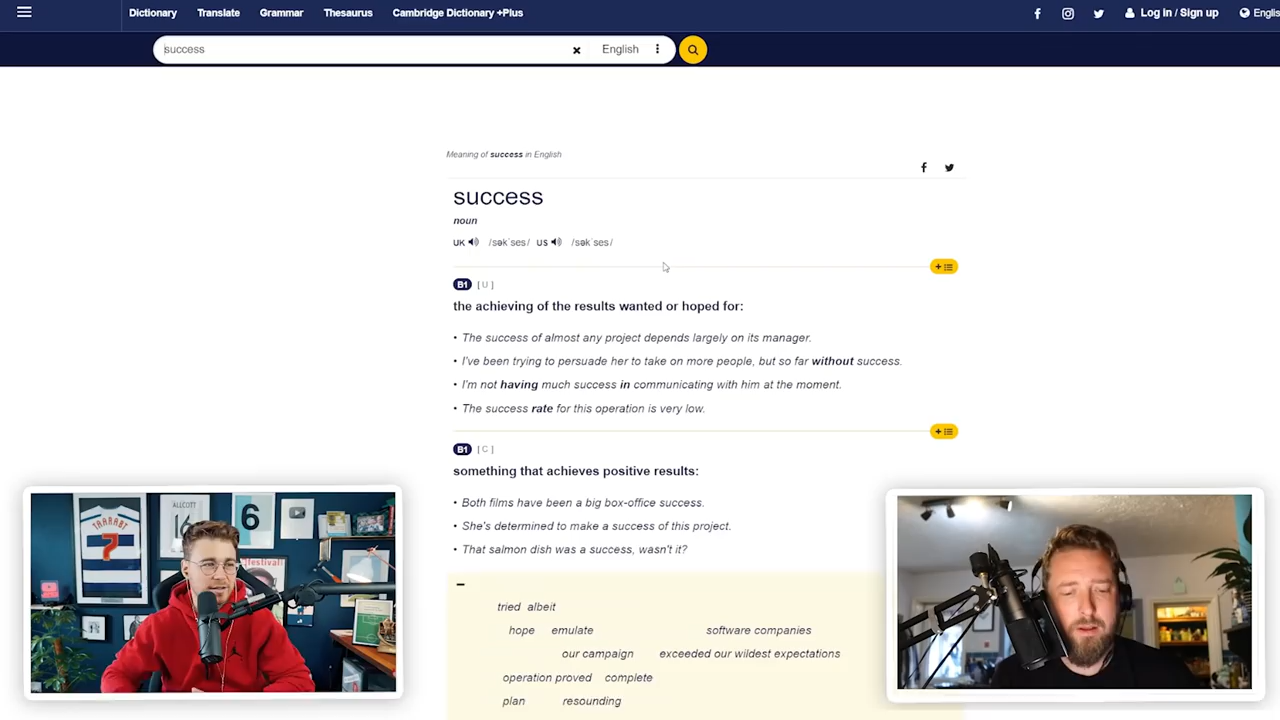 Dictionary Translate Grammar Thesaurus Cambridge Dictionary +Plus Log in / Sign up
success English
Meaning of success in English
success
noun
UK /səkˈses/ US /səkˈses/
B1 [ U ]
the achieving of the results wanted or hoped for:
• The success of almost any project depends largely on its manager.
• I've been trying to persuade her to take on more people, but so far without success.
• I'm not having much success in communicating with him at the moment.
• The success rate for this operation is very low.
B1 [ C ]
something that achieves positive results:
• Both films have been a big box-office success.
• She's determined to make a success of this project.
• That salmon dish was a success, wasn't it?
tried albeit
hope emulate software companies
our campaign exceeded our wildest expectations
operation proved complete
plan resounding
TAARABT
7
ALLCOTT
16
6